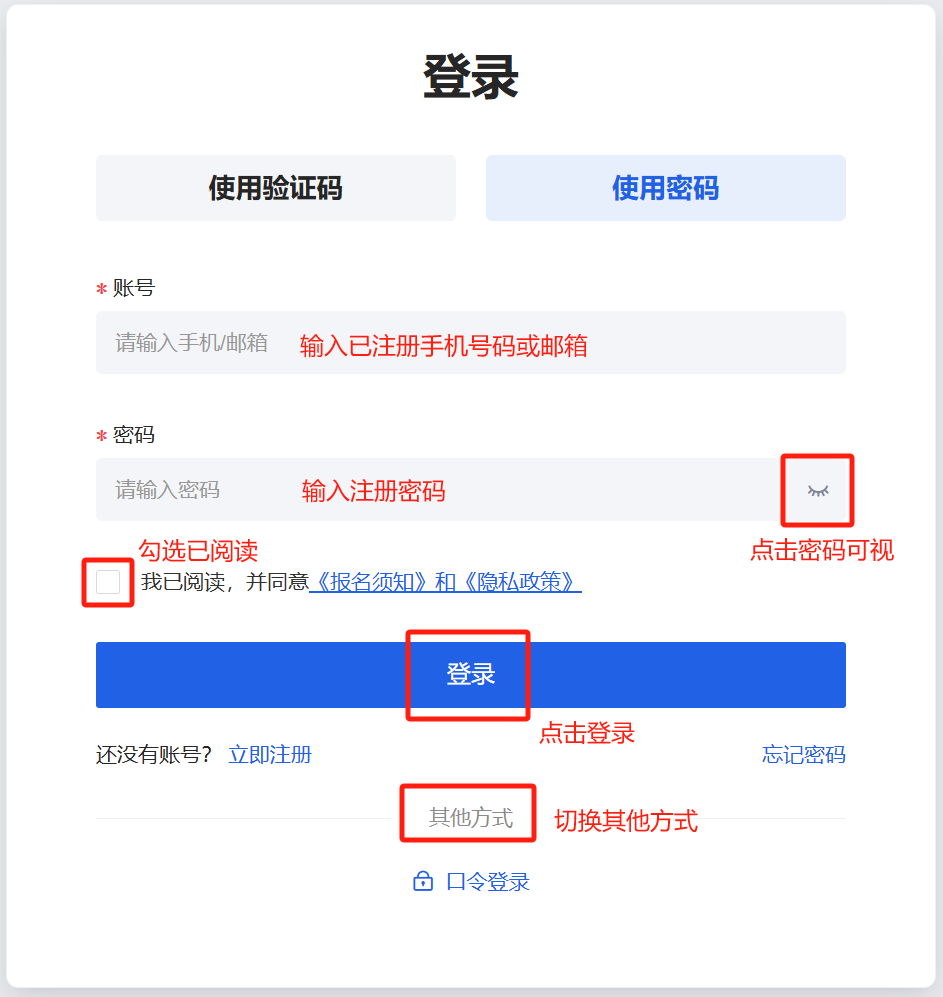 登录
使用验证码 使用密码
* 账号
请输入手机/邮箱 输入已注册手机号码或邮箱
* 密码
请输入密码 输入注册密码
点击密码可视
勾选已阅读
我已阅读，并同意《报名须知》和《隐私政策》
登录
点击登录
还没有账号？ 立即注册 忘记密码
其他方式 切换其他方式
口令登录